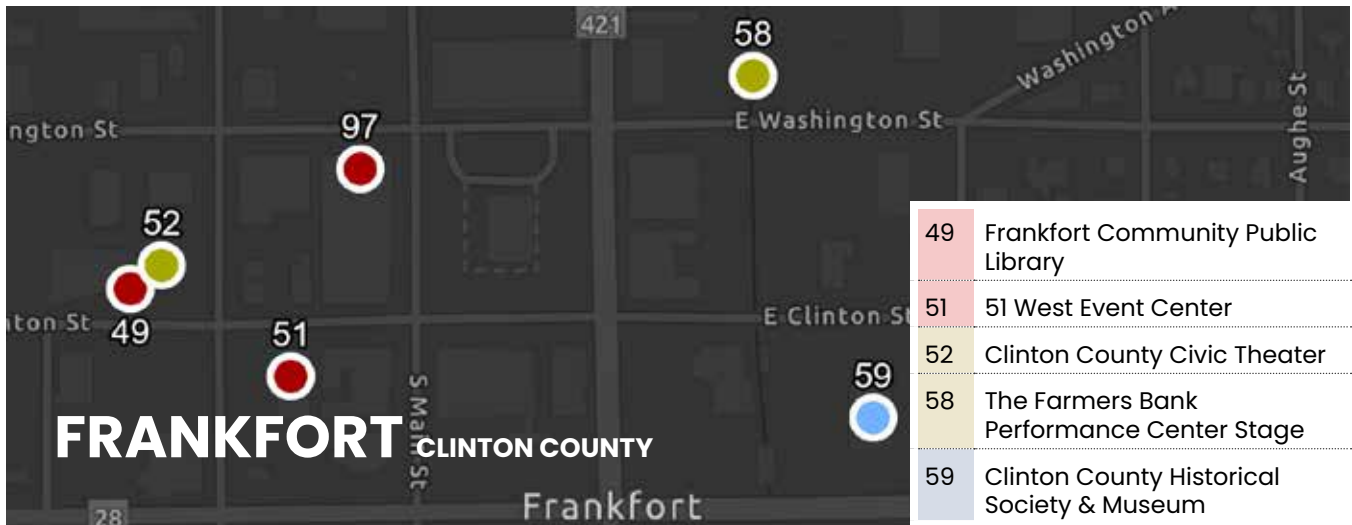 421
58
Washington A
Aughe St
ngton St
E Washington St
97
52
49
nton St
51
E Clinton St
59
S Main St
FRANKFORT CLINTON COUNTY
Frankfort
28
49 Frankfort Community Public
Library
51 51 West Event Center
52 Clinton County Civic Theater
58 The Farmers Bank
Performance Center Stage
59 Clinton County Historical
Society & Museum